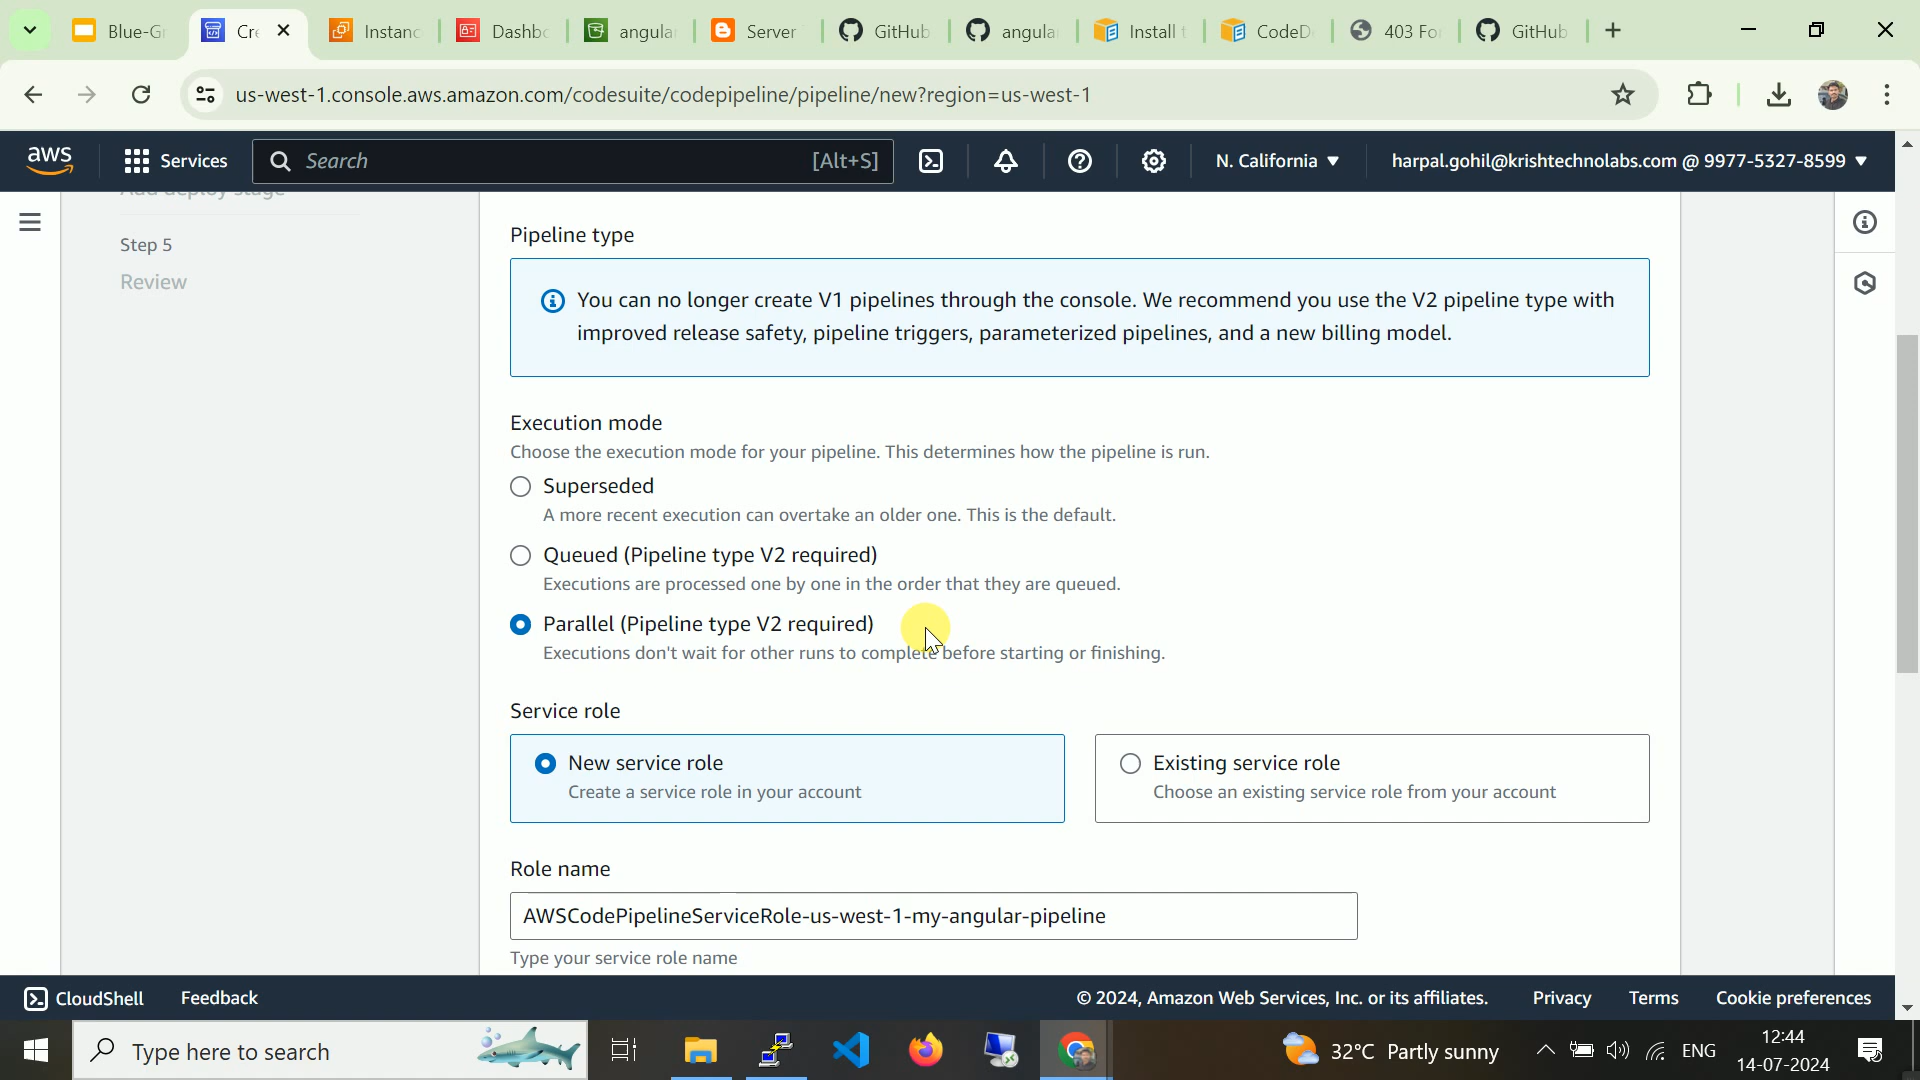 Blue-Gr
Cre
Instanc
Dashbo
angular
Server
GitHub
angular
Install t
CodeD
403 For
GitHub
us-west-1.console.aws.amazon.com/codesuite/codepipeline/pipeline/new?region=us-west-1
aws
Services
Search
[Alt+S]
N. California
harpal.gohil@krishtechnolabs.com @ 9977-5327-8599
Add deploy stage
Step 5
Review
Pipeline type
You can no longer create V1 pipelines through the console. We recommend you use the V2 pipeline type with
improved release safety, pipeline triggers, parameterized pipelines, and a new billing model.
Execution mode
Choose the execution mode for your pipeline. This determines how the pipeline is run.
Superseded
A more recent execution can overtake an older one. This is the default.
Queued (Pipeline type V2 required)
Executions are processed one by one in the order that they are queued.
Parallel (Pipeline type V2 required)
Executions don't wait for other runs to complete before starting or finishing.
Service role
New service role
Create a service role in your account
Existing service role
Choose an existing service role from your account
Role name
AWSCodePipelineServiceRole-us-west-1-my-angular-pipeline
Type your service role name
CloudShell
Feedback
© 2024, Amazon Web Services, Inc. or its affiliates.
Privacy
Terms
Cookie preferences
Type here to search
32°C Partly sunny
ENG
12:44
14-07-2024